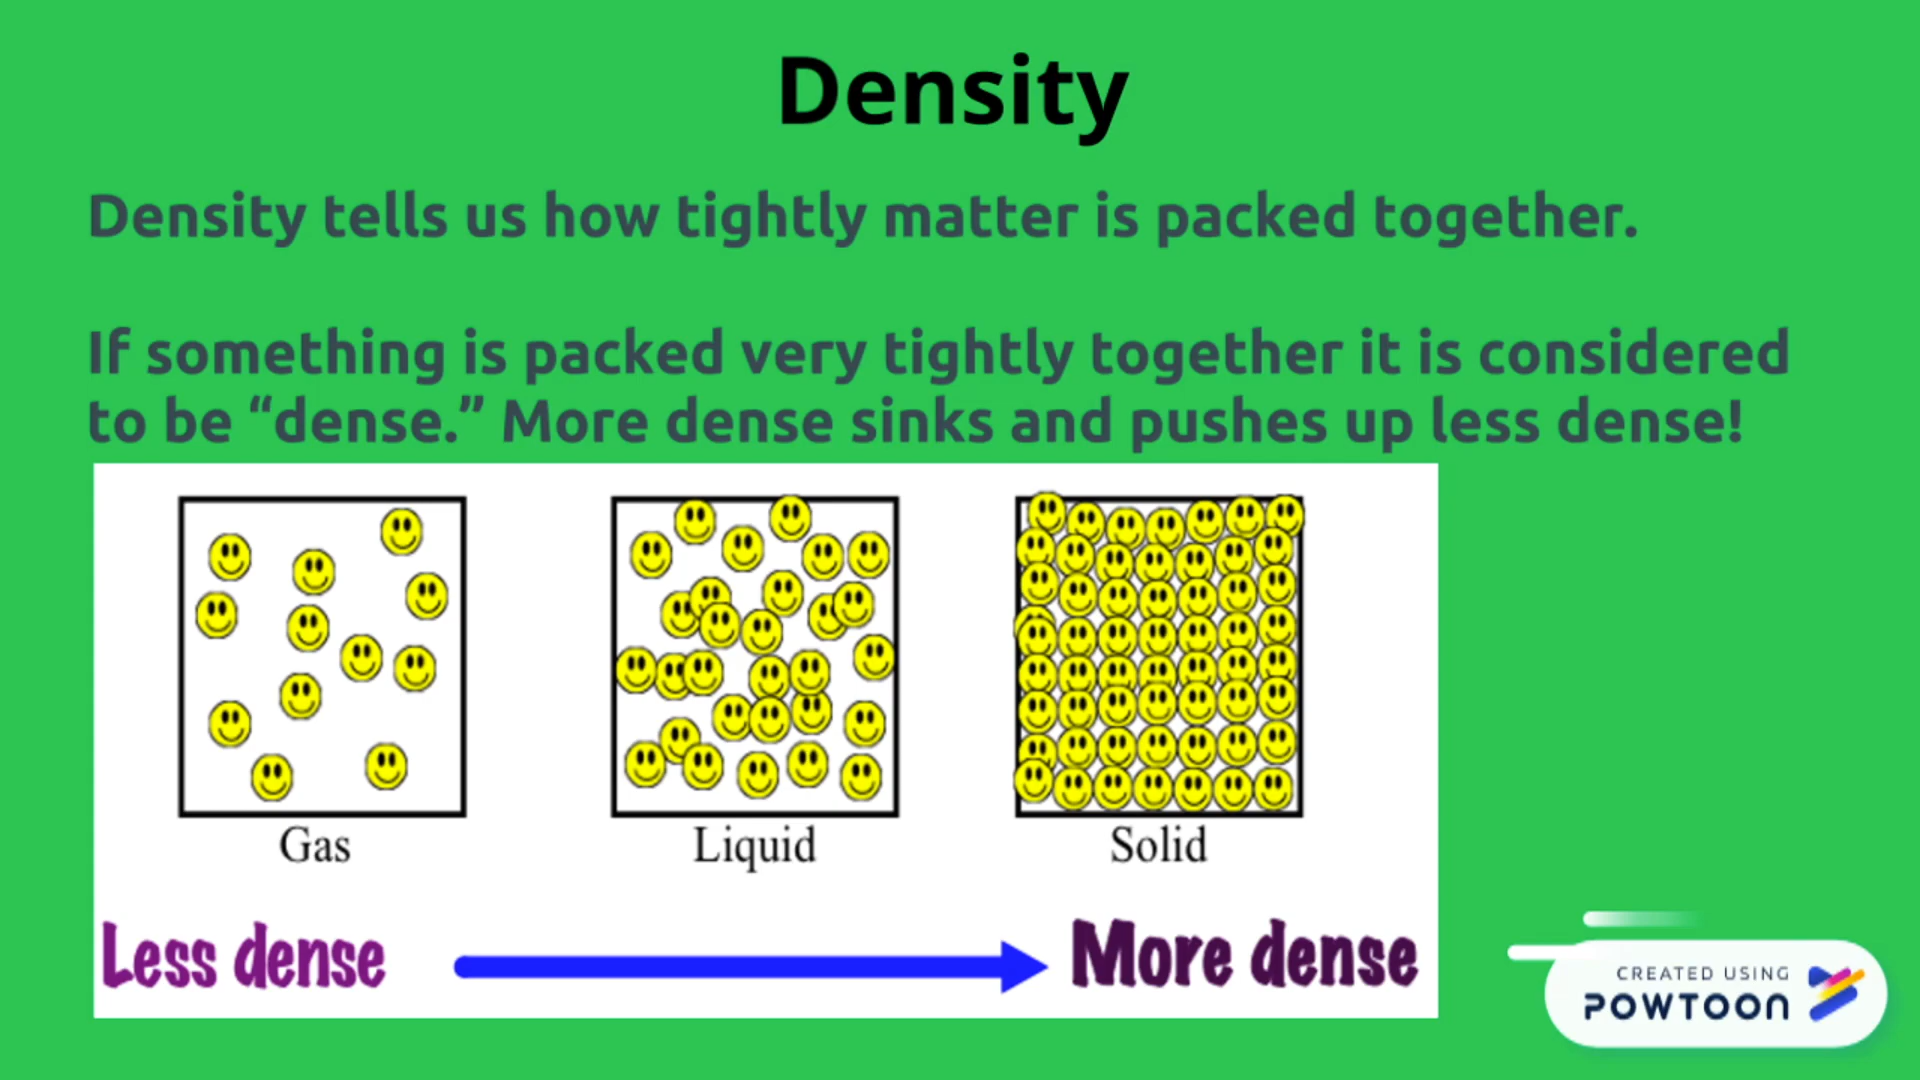 Density
Density tells us how tightly matter is packed together.
If something is packed very tightly together it is considered
to be “dense.” More dense sinks and pushes up less dense!
Gas
Liquid
Solid
Less dense
More dense
CREATED USING
POWTOON